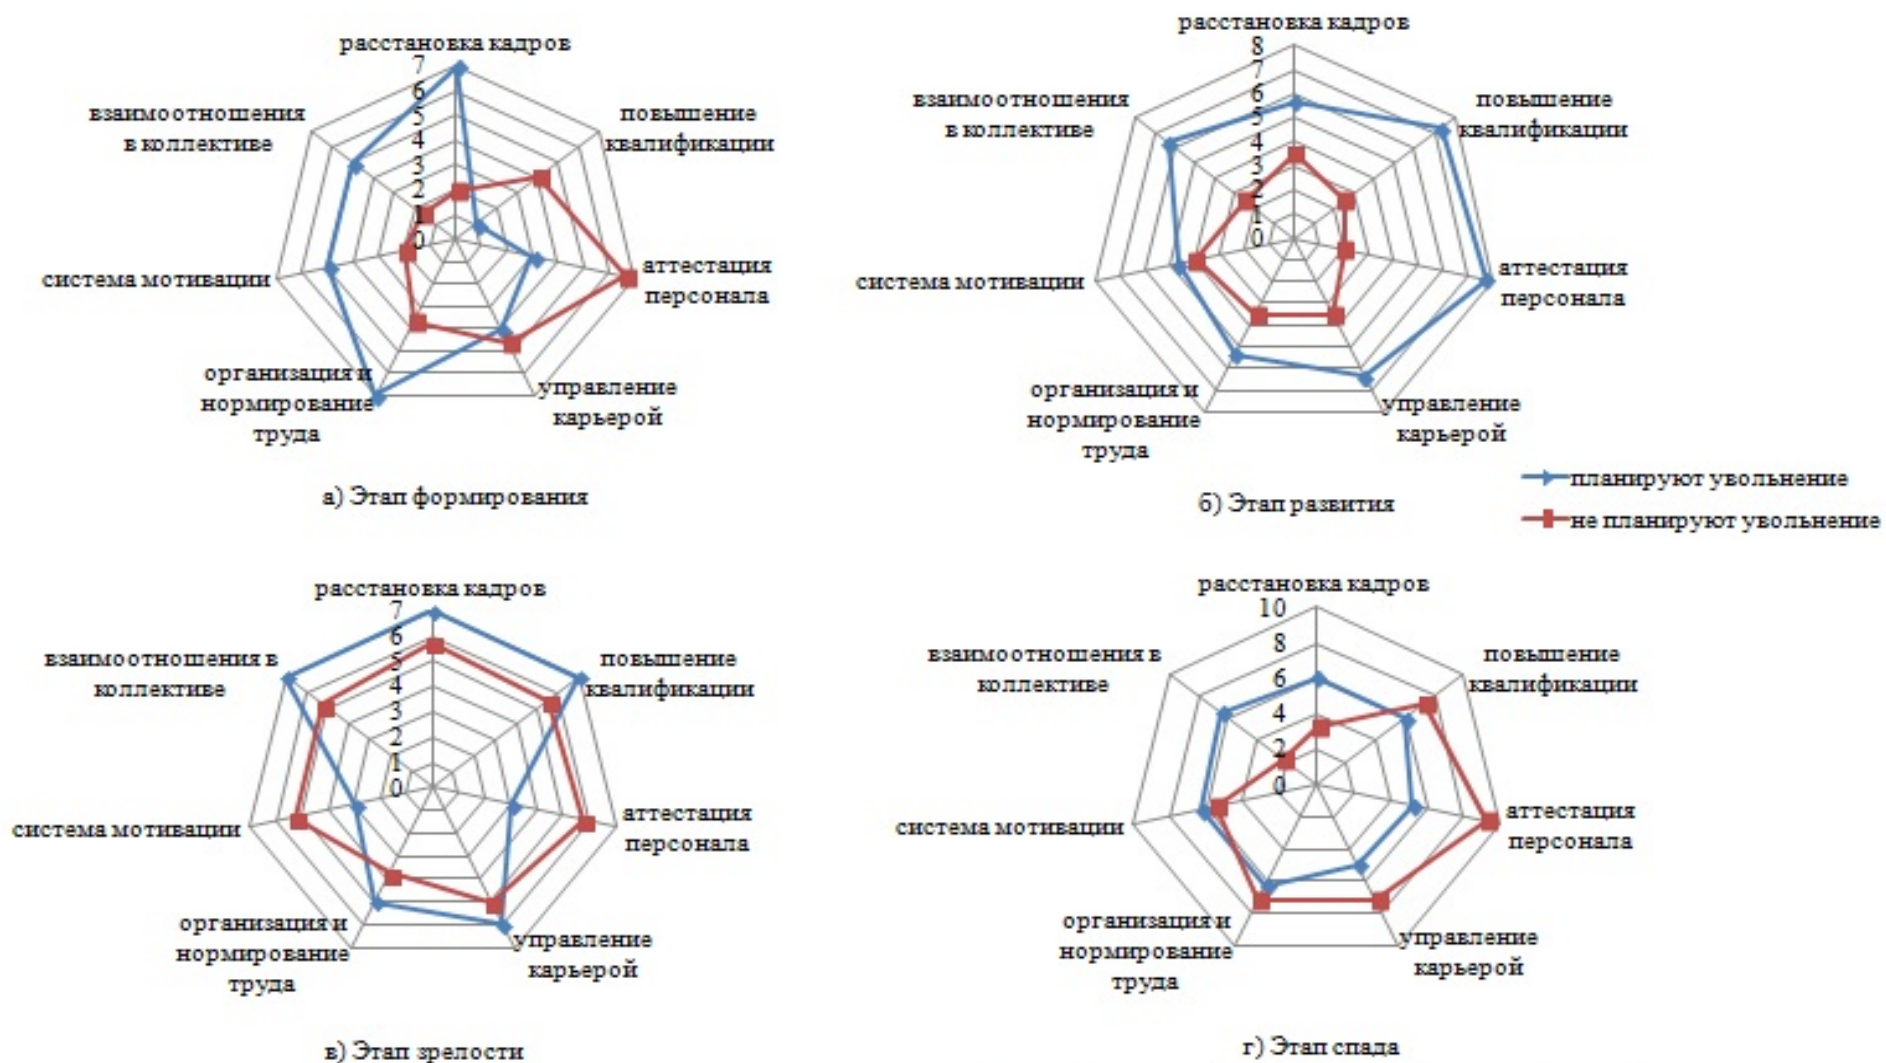 расстановка кадров
7
6
5
4
3
2
1
0
взаимоотношения
в коллективе
повышение
квалификации
система мотивации
аттестация
персонала
организация и
нормирование
труда
управление
карьерой
а) Этап формирования
расстановка кадров
8
7
6
5
4
3
2
1
0
взаимоотношения
в коллективе
повышение
квалификации
система мотивации
аттестация
персонала
организация и
нормирование
труда
управление
карьерой
б) Этап развития
планируют увольнение
не планируют увольнение
расстановка кадров
7
6
5
4
3
2
1
0
взаимоотношения в
коллективе
повышение
квалификации
система мотивации
аттестация
персонала
организация и
нормирование
труда
управление
карьерой
в) Этап зрелости
расстановка кадров
10
8
6
4
2
0
взаимоотношения в
коллективе
повышение
квалификации
система мотивации
аттестация
персонала
организация и
нормирование
труда
управление
карьерой
г) Этап спада